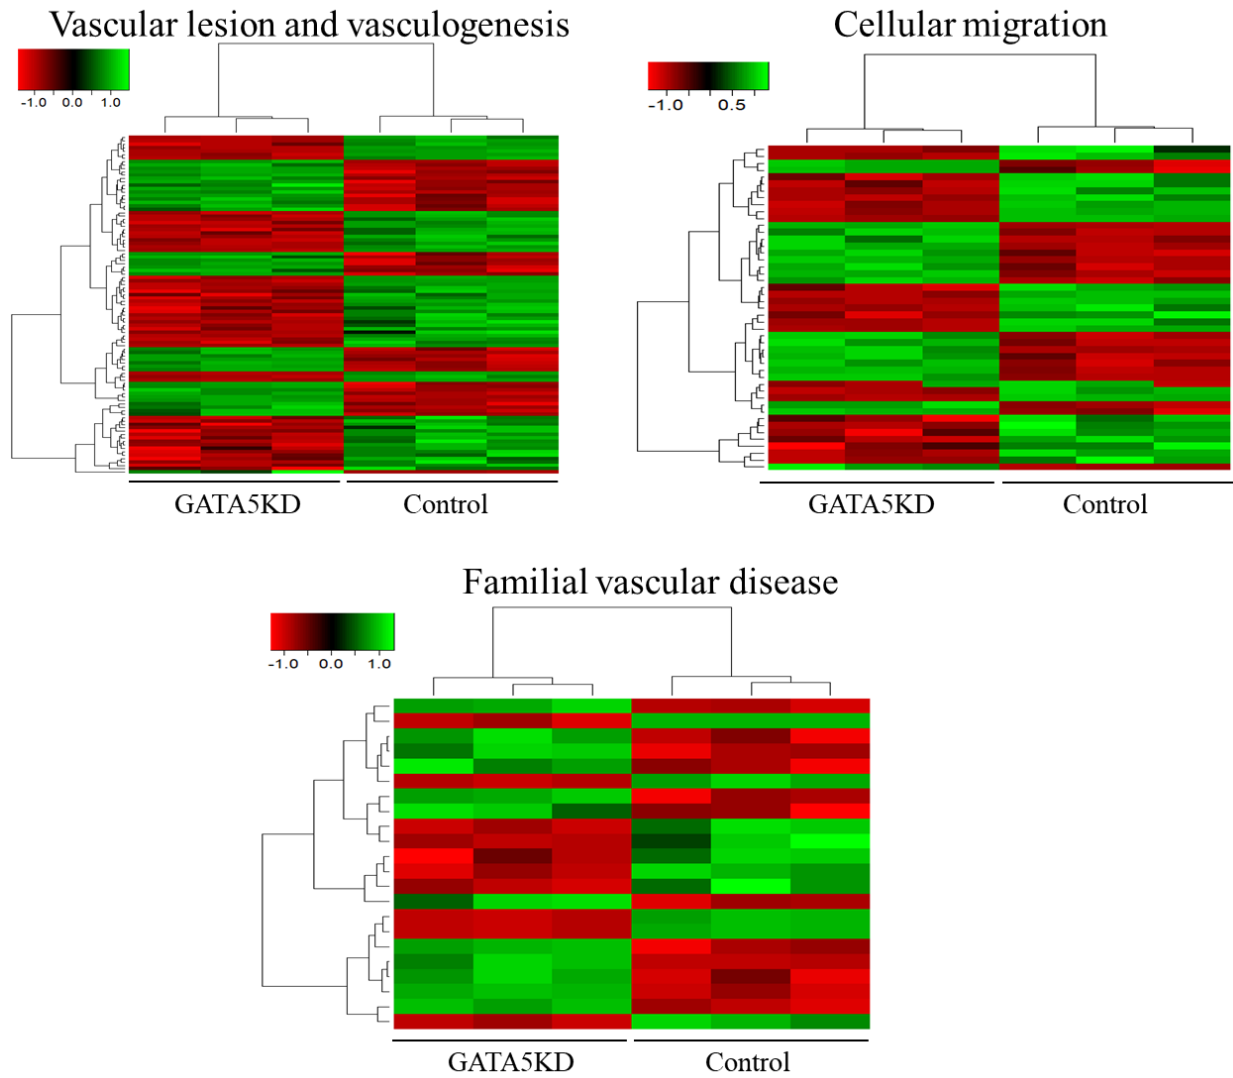 Vascular lesion and vasculogenesis
-1.0 0.0 1.0
GATA5KD Control
Cellular migration
-1.0 0.5
GATA5KD Control
Familial vascular disease
-1.0 0.0 1.0
GATA5KD Control